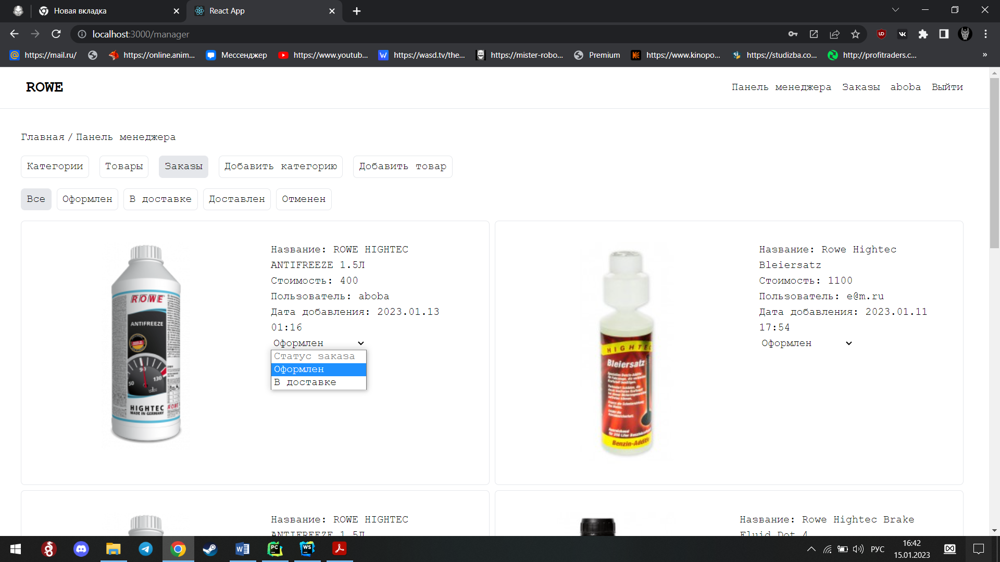 Новая вкладка
React App
localhost:3000/manager
https://mail.ru/
https://online.anim...
Мессенджер
https://www.youtub...
https://wasd.tv/the...
https://mister-robo...
Premium
https://www.kinopo...
https://studizba.co...
http://profitraders.c...
»
ROWE
Панель менеджера Заказы aboba Выйти
Главная / Панель менеджера
Категории Товары Заказы Добавить категорию Добавить товар
Все Оформлен В доставке Доставлен Отменен
ROWE
ANTIFREEZE
90
50
130
HIGHTEC
MADE IN GERMANY
ROWE
Название: ROWE HIGHTEC
ANTIFREEZE 1.5Л
Стоимость: 400
Пользователь: aboba
Дата добавления: 2023.01.13
01:16
Оформлен
Статус заказа
Оформлен
В доставке
HIGHTEC
Bleiersatz
Benzin-Additiv
Название: Rowe Hightec
Bleiersatz
Стоимость: 1100
Пользователь: e@m.ru
Дата добавления: 2023.01.11
17:54
Оформлен
Название: ROWE HIGHTEC
ANTIFREEZE 1.5Л
Название: Rowe Hightec Brake
Fluid Dot 4
РУС
16:42
15.01.2023